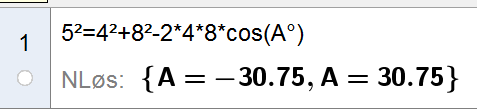 1
5²=4²+8²-2*4*8*cos(A°)
NLøs: {A = −30.75, A = 30.75}